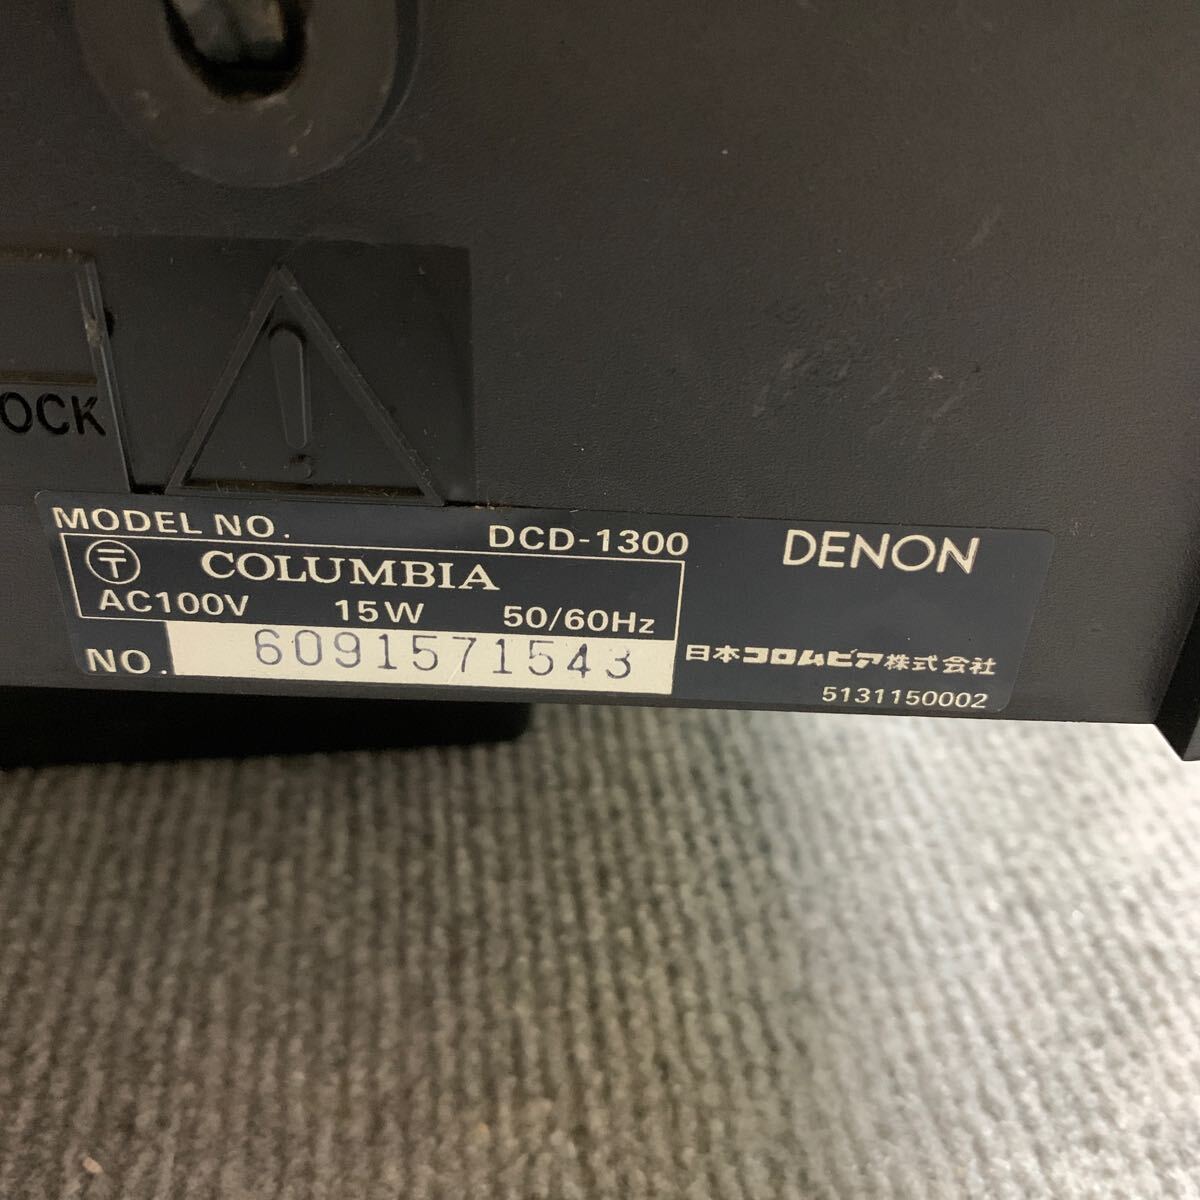 OCK
MODEL NO. DCD-1300 DENON
〒 COLUMBIA
AC100V 15W 50/60Hz
NO. 6091571543 日本コロムビア株式会社
5131150002